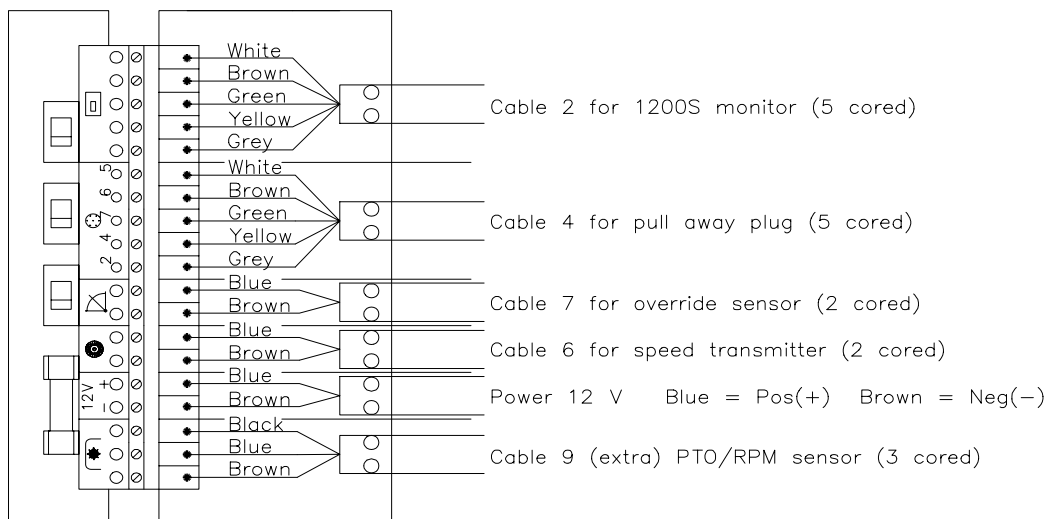 White
Brown
Green
Yellow
Grey
Cable 2 for 1200S monitor (5 cored)
5
6
7
4
2
White
Brown
Green
Yellow
Grey
Cable 4 for pull away plug (5 cored)
Blue
Brown
Cable 7 for override sensor (2 cored)
Blue
Brown
Cable 6 for speed transmitter (2 cored)
12V
+
−
Blue
Brown
Power 12 V Blue = Pos(+) Brown = Neg(−)
Black
Blue
Brown
Cable 9 (extra) PTO/RPM sensor (3 cored)